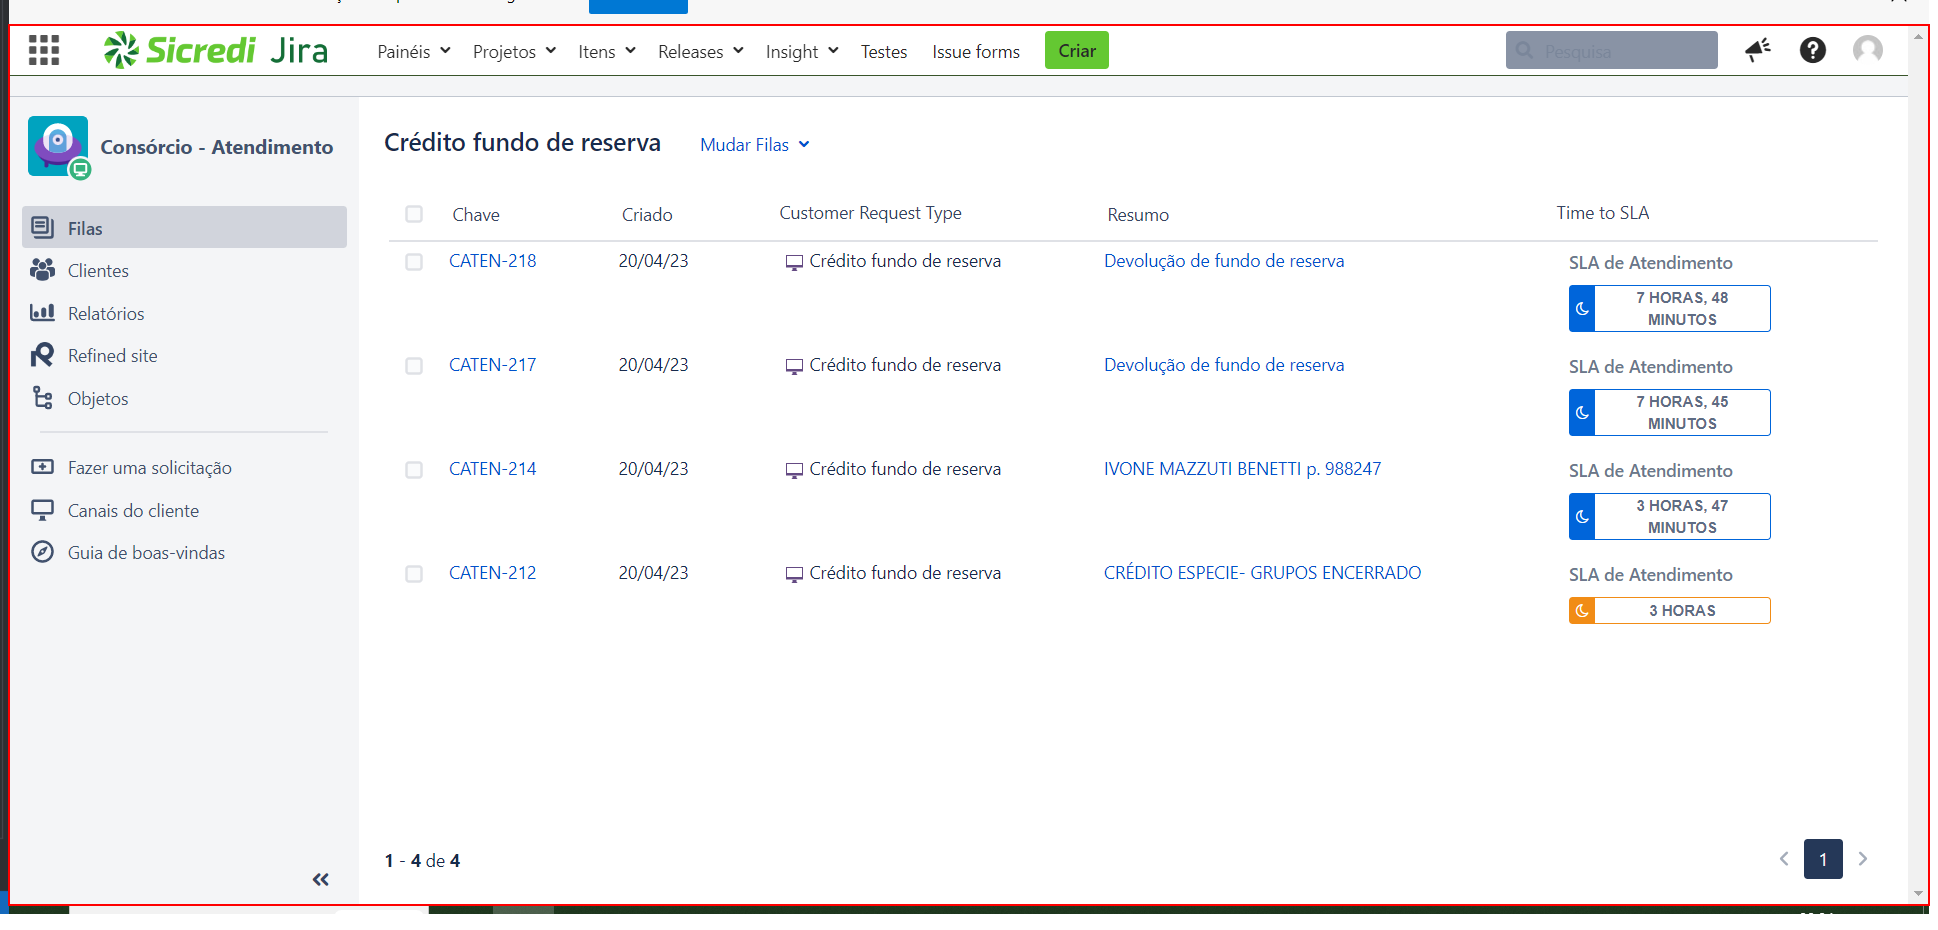 Sicredi Jira
Painéis Projetos Itens Releases Insight Testes Issue forms Criar Pesquisa
Consórcio - Atendimento
Filas
Clientes
Relatórios
Refined site
Objetos
Fazer uma solicitação
Canais do cliente
Guia de boas-vindas
Crédito fundo de reserva Mudar Filas
Chave Criado Customer Request Type Resumo Time to SLA
CATEN-218 20/04/23 Crédito fundo de reserva Devolução de fundo de reserva SLA de Atendimento
7 HORAS, 48
MINUTOS
CATEN-217 20/04/23 Crédito fundo de reserva Devolução de fundo de reserva SLA de Atendimento
7 HORAS, 45
MINUTOS
CATEN-214 20/04/23 Crédito fundo de reserva IVONE MAZZUTI BENETTI p. 988247 SLA de Atendimento
3 HORAS, 47
MINUTOS
CATEN-212 20/04/23 Crédito fundo de reserva CRÉDITO ESPECIE- GRUPOS ENCERRADO SLA de Atendimento
3 HORAS
1 - 4 de 4
1